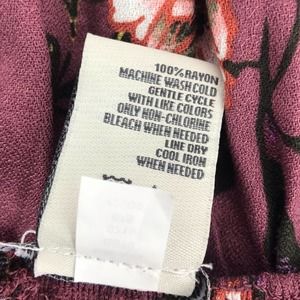 100% RAYON
MACHINE WASH COLD
GENTLE CYCLE
WITH LIKE COLORS
ONLY NON-CHLORINE
BLEACH WHEN NEEDED
LINE DRY
COOL IRON
WHEN NEEDED